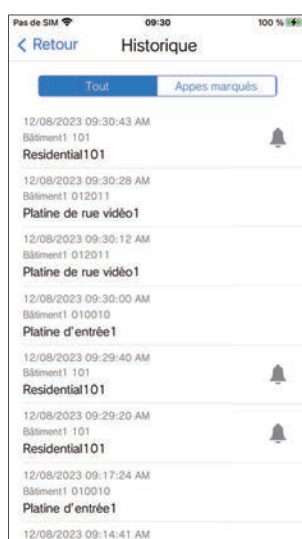 Pas de SIM 09:30 100 %
Retour Historique
Tout Appes marqués
12/08/2023 09:30:43 AM
Bâtiment1 101
Residential101
12/08/2023 09:30:28 AM
Bâtiment1 012011
Platine de rue vidéo1
12/08/2023 09:30:12 AM
Bâtiment1 012011
Platine de rue vidéo1
12/08/2023 09:30:00 AM
Bâtiment1 010010
Platine d'entrée1
12/08/2023 09:29:40 AM
Bâtiment1 101
Residential101
12/08/2023 09:29:20 AM
Bâtiment1 101
Residential101
12/08/2023 09:17:24 AM
Bâtiment1 010010
Platine d'entrée1
12/08/2023 09:14:41 AM